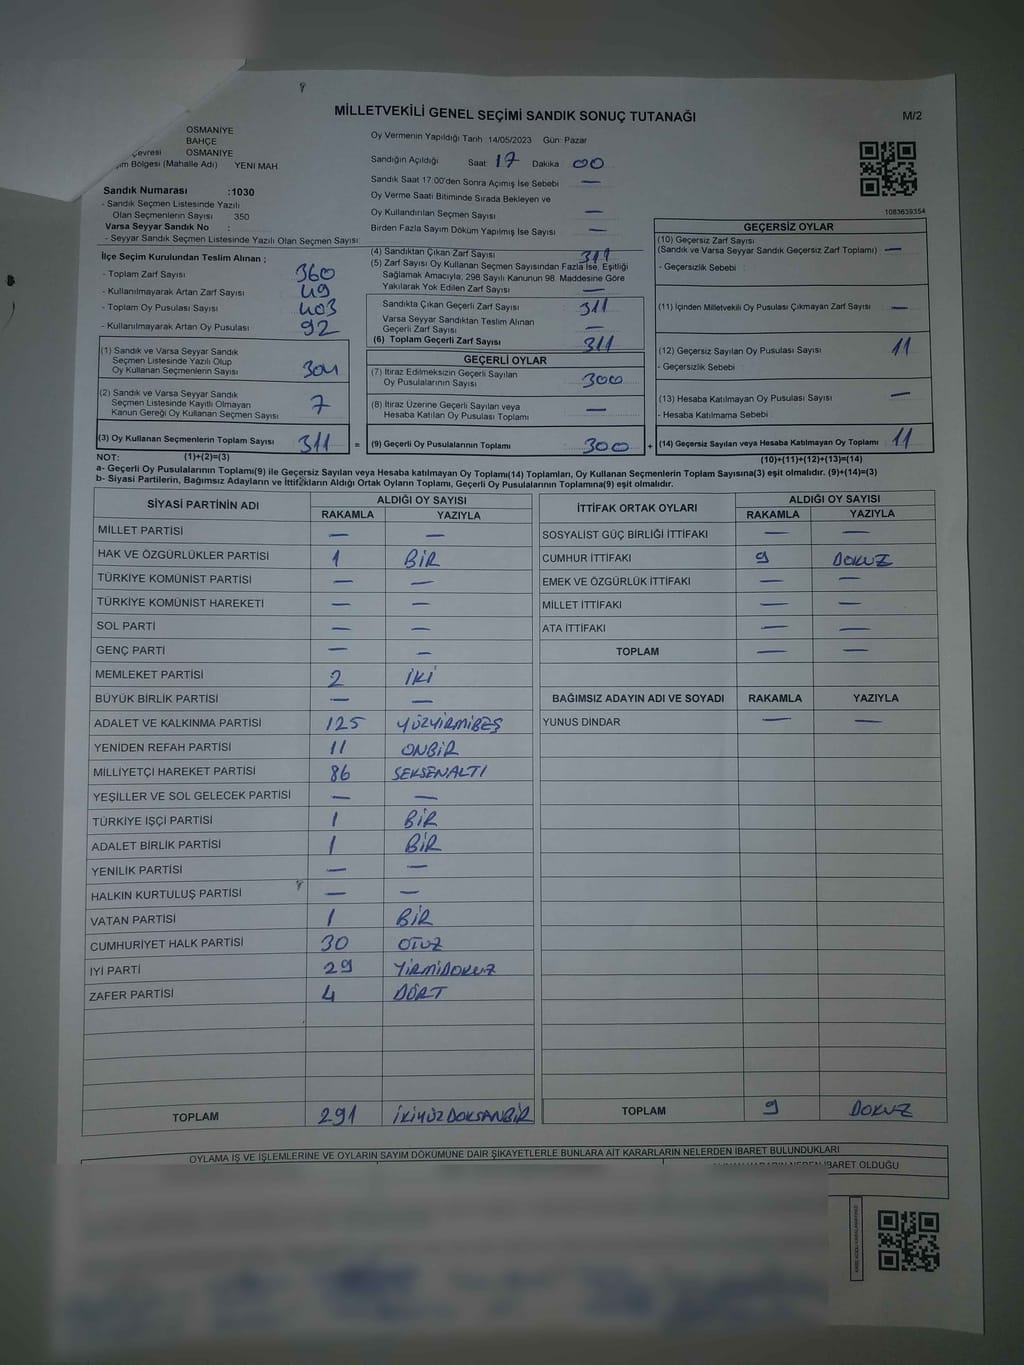 MİLLETVEKİLİ GENEL SEÇİMİ SANDIK SONUÇ TUTANAĞI
M/2
OSMANİYE
BAHÇE
OSMANİYE
Bölgesi (Mahalle Adı) YENİ MAH
Sandık Numarası :1030
- Sandık Seçmen Listesinde Yazılı
Olan Seçmenlerin Sayısı 350
Varsa Seyyar Sandık No :
- Seyyar Sandık Seçmen Listesinde Yazılı Olan Seçmen Sayısı:
Oy Vermenin Yapıldığı Tarih 14/05/2023 Gün: Pazar
Sandığın Açıldığı Saat 17 Dakika 00
Sandık Saat 17:00'den Sonra Açımış İse Sebebi —
Oy Verme Saati Bitiminde Sırada Bekleyen ve
Oy Kullandırılan Seçmen Sayısı —
Birden Fazla Sayım Döküm Yapılmış İse Sayısı —
1083639354
İlçe Seçim Kurulundan Teslim Alınan ;
- Toplam Zarf Sayısı 360
- Kullanılmayarak Artan Zarf Sayısı 49
- Toplam Oy Pusulası Sayısı 403
- Kullanılmayarak Artan Oy Pusulası 92
(1) Sandık ve Varsa Seyyar Sandık
Seçmen Listesinde Yazılı Olup
Oy Kullanan Seçmenlerin Sayısı 304
(2) Sandık ve Varsa Seyyar Sandık
Seçmen Listesinde Kayıtlı Olmayan
Kanun Gereği Oy Kullanan Seçmen Sayısı 7
(3) Oy Kullanan Seçmenlerin Toplam Sayısı 311 =
(4) Sandıktan Çıkan Zarf Sayısı 311
(5) Zarf Sayısı Oy Kullanan Seçmen Sayısından Fazla İse, Eşitliği
Sağlamak Amacıyla, 298 Sayılı Kanunun 98. Maddesine Göre
Yakılarak Yok Edilen Zarf Sayısı —
Sandıkta Çıkan Geçerli Zarf Sayısı 311
Varsa Seyyar Sandıktan Teslim Alınan
Geçerli Zarf Sayısı —
(6) Toplam Geçerli Zarf Sayısı 311
GEÇERLİ OYLAR
(7) İtiraz Edilmeksizin Geçerli Sayılan
Oy Pusulalarının Sayısı 300
(8) İtiraz Üzerine Geçerli Sayılan veya
Hesaba Katılan Oy Pusulası Toplamı —
(9) Geçerli Oy Pusulalarının Toplamı 300 +
GEÇERSİZ OYLAR
(10) Geçersiz Zarf Sayısı
(Sandık ve Varsa Seyyar Sandık Geçersiz Zarf Toplamı) —
- Geçersizlik Sebebi :
(11) İçinden Milletvekili Oy Pusulası Çıkmayan Zarf Sayısı —
(12) Geçersiz Sayılan Oy Pusulası Sayısı 11
- Geçersizlik Sebebi :
(13) Hesaba Katılmayan Oy Pusulası Sayısı —
- Hesaba Katılmama Sebebi :
(14) Geçersiz Sayılan veya Hesaba Katılmayan Oy Toplamı 11
NOT: (1)+(2)=(3)
(10)+(11)+(12)+(13)=(14)
a- Geçerli Oy Pusulalarının Toplamı(9) ile Geçersiz Sayılan veya Hesaba katılmayan Oy Toplamı(14) Toplamları, Oy Kullanan Seçmenlerin Toplam Sayısına(3) eşit olmalıdır. (9)+(14)=(3)
b- Siyasi Partilerin, Bağımsız Adayların ve İttifakların Aldığı Ortak Oyların Toplamı, Geçerli Oy Pusulalarının Toplamına(9) eşit olmalıdır.
SİYASİ PARTİNİN ADI ALDIĞI OY SAYISI
RAKAMLA YAZIYLA
MİLLET PARTİSİ — —
HAK VE ÖZGÜRLÜKLER PARTİSİ 1 BİR
TÜRKİYE KOMÜNİST PARTİSİ — —
TÜRKİYE KOMÜNİST HAREKETİ — —
SOL PARTİ — —
GENÇ PARTİ — —
MEMLEKET PARTİSİ 2 İKİ
BÜYÜK BİRLİK PARTİSİ — —
ADALET VE KALKINMA PARTİSİ 125 YÜZYİRMİBEŞ
YENİDEN REFAH PARTİSİ 11 ONBİR
MİLLİYETÇİ HAREKET PARTİSİ 86 SEKSENALTI
YEŞİLLER VE SOL GELECEK PARTİSİ — —
TÜRKİYE İŞÇİ PARTİSİ 1 BİR
ADALET BİRLİK PARTİSİ 1 BİR
YENİLİK PARTİSİ — —
HALKIN KURTULUŞ PARTİSİ — —
VATAN PARTİSİ 1 BİR
CUMHURİYET HALK PARTİSİ 30 OTUZ
İYİ PARTİ 29 YİRMİDOKUZ
ZAFER PARTİSİ 4 DÖRT
TOPLAM 291 İKİYÜZDOKSANBİR
İTTİFAK ORTAK OYLARI ALDIĞI OY SAYISI
RAKAMLA YAZIYLA
SOSYALİST GÜÇ BİRLİĞİ İTTİFAKI — —
CUMHUR İTTİFAKI 9 DOKUZ
EMEK VE ÖZGÜRLÜK İTTİFAKI — —
MİLLET İTTİFAKI — —
ATA İTTİFAKI — —
TOPLAM — —
BAĞIMSIZ ADAYIN ADI VE SOYADI RAKAMLA YAZIYLA
YUNUS DİNDAR — —
TOPLAM 9 DOKUZ
OYLAMA İŞ VE İŞLEMLERİNE VE OYLARIN SAYIM DÖKÜMÜNE DAİR ŞİKAYETLERLE BUNLARA AİT KARARLARIN NELERDEN İBARET BULUNDUKLARI
KARARIN NEDEN İBARET OLDUĞU